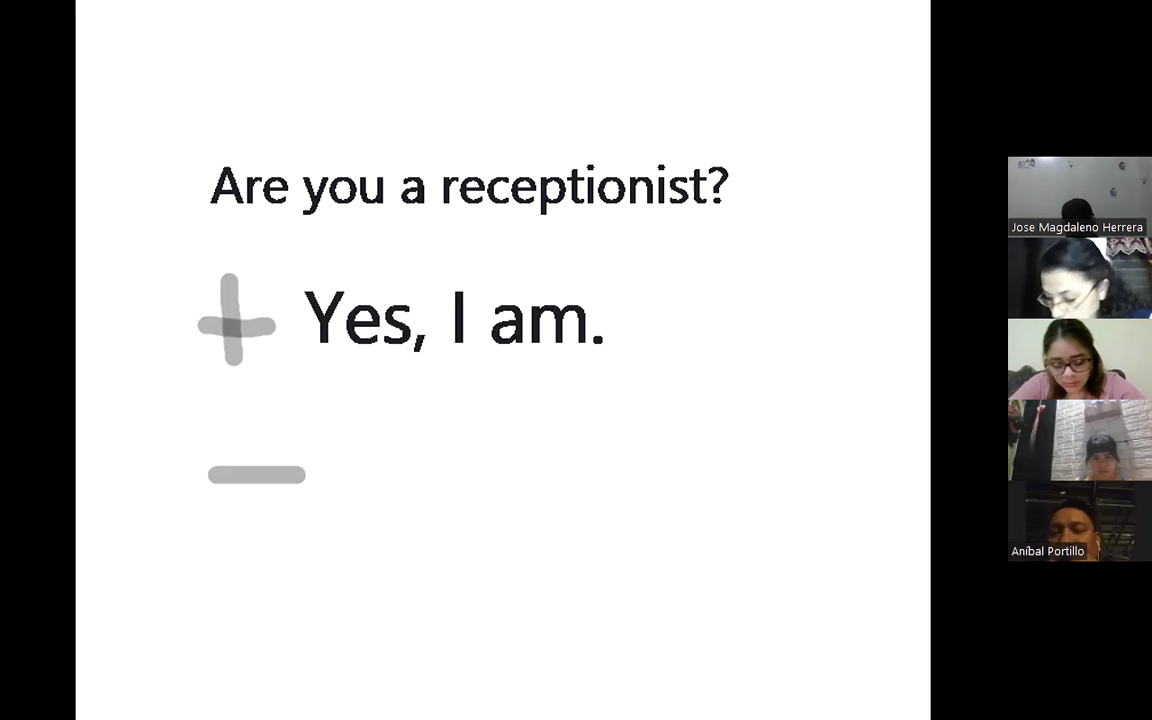 Are you a receptionist?
Yes, I am.
Jose Magdaleno Herrera
Aníbal Portillo